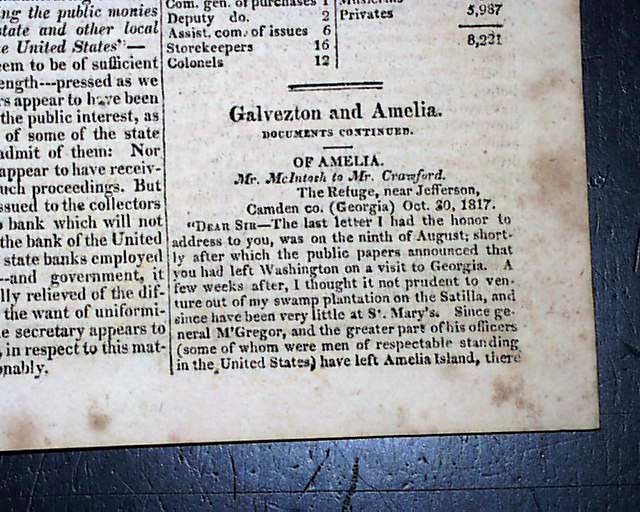 ng the public monies
state and other local
e United States"—
em to be of sufficient
ength---pressed as we
rs appear to have been
the public interest, as
of some of the state
admit of them: Nor
appear to have receiv-
uch proceedings. But
ssued to the collectors
bank which will not
the bank of the United
state banks employed
--and government, it
lly relieved of the dif-
the want of uniformi-
e secretary appears to
, in respect to this mat-
onably.
Com. gen. of purchases 1
Deputy do. 2
Assist. com. of issues 6
Storekeepers 16
Colonels 12
Privates 5,987
8,221
Galvezton and Amelia.
DOCUMENTS CONTINUED.
OF AMELIA.
Mr. McIntosh to Mr. Crawford.
The Refuge, near Jefferson,
Camden co. (Georgia) Oct. 30, 1817.
"DEAR SIR—The last letter I had the honor to
address to you, was on the ninth of August; short-
ly after which the public papers announced that
you had left Washington on a visit to Georgia. A
few weeks after, I thought it not prudent to ven-
ture out of my swamp plantation on the Satilla, and
since have been very little at St. Mary's. Since ge-
neral M'Gregor, and the greater part of his officers
(some of whom were men of respectable standing
in the United States) have left Amelia Island, there